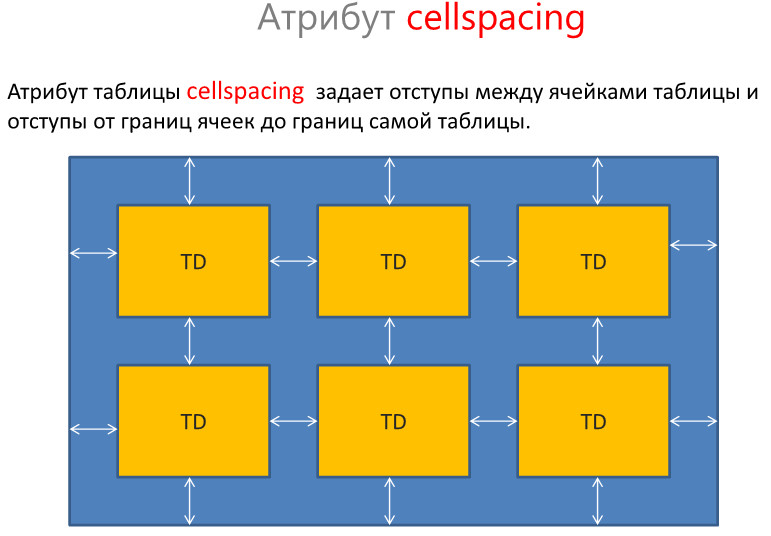 Атрибут cellspacing
Атрибут таблицы cellspacing задает отступы между ячейками таблицы и
отступы от границ ячеек до границ самой таблицы.
TD TD TD
TD TD TD